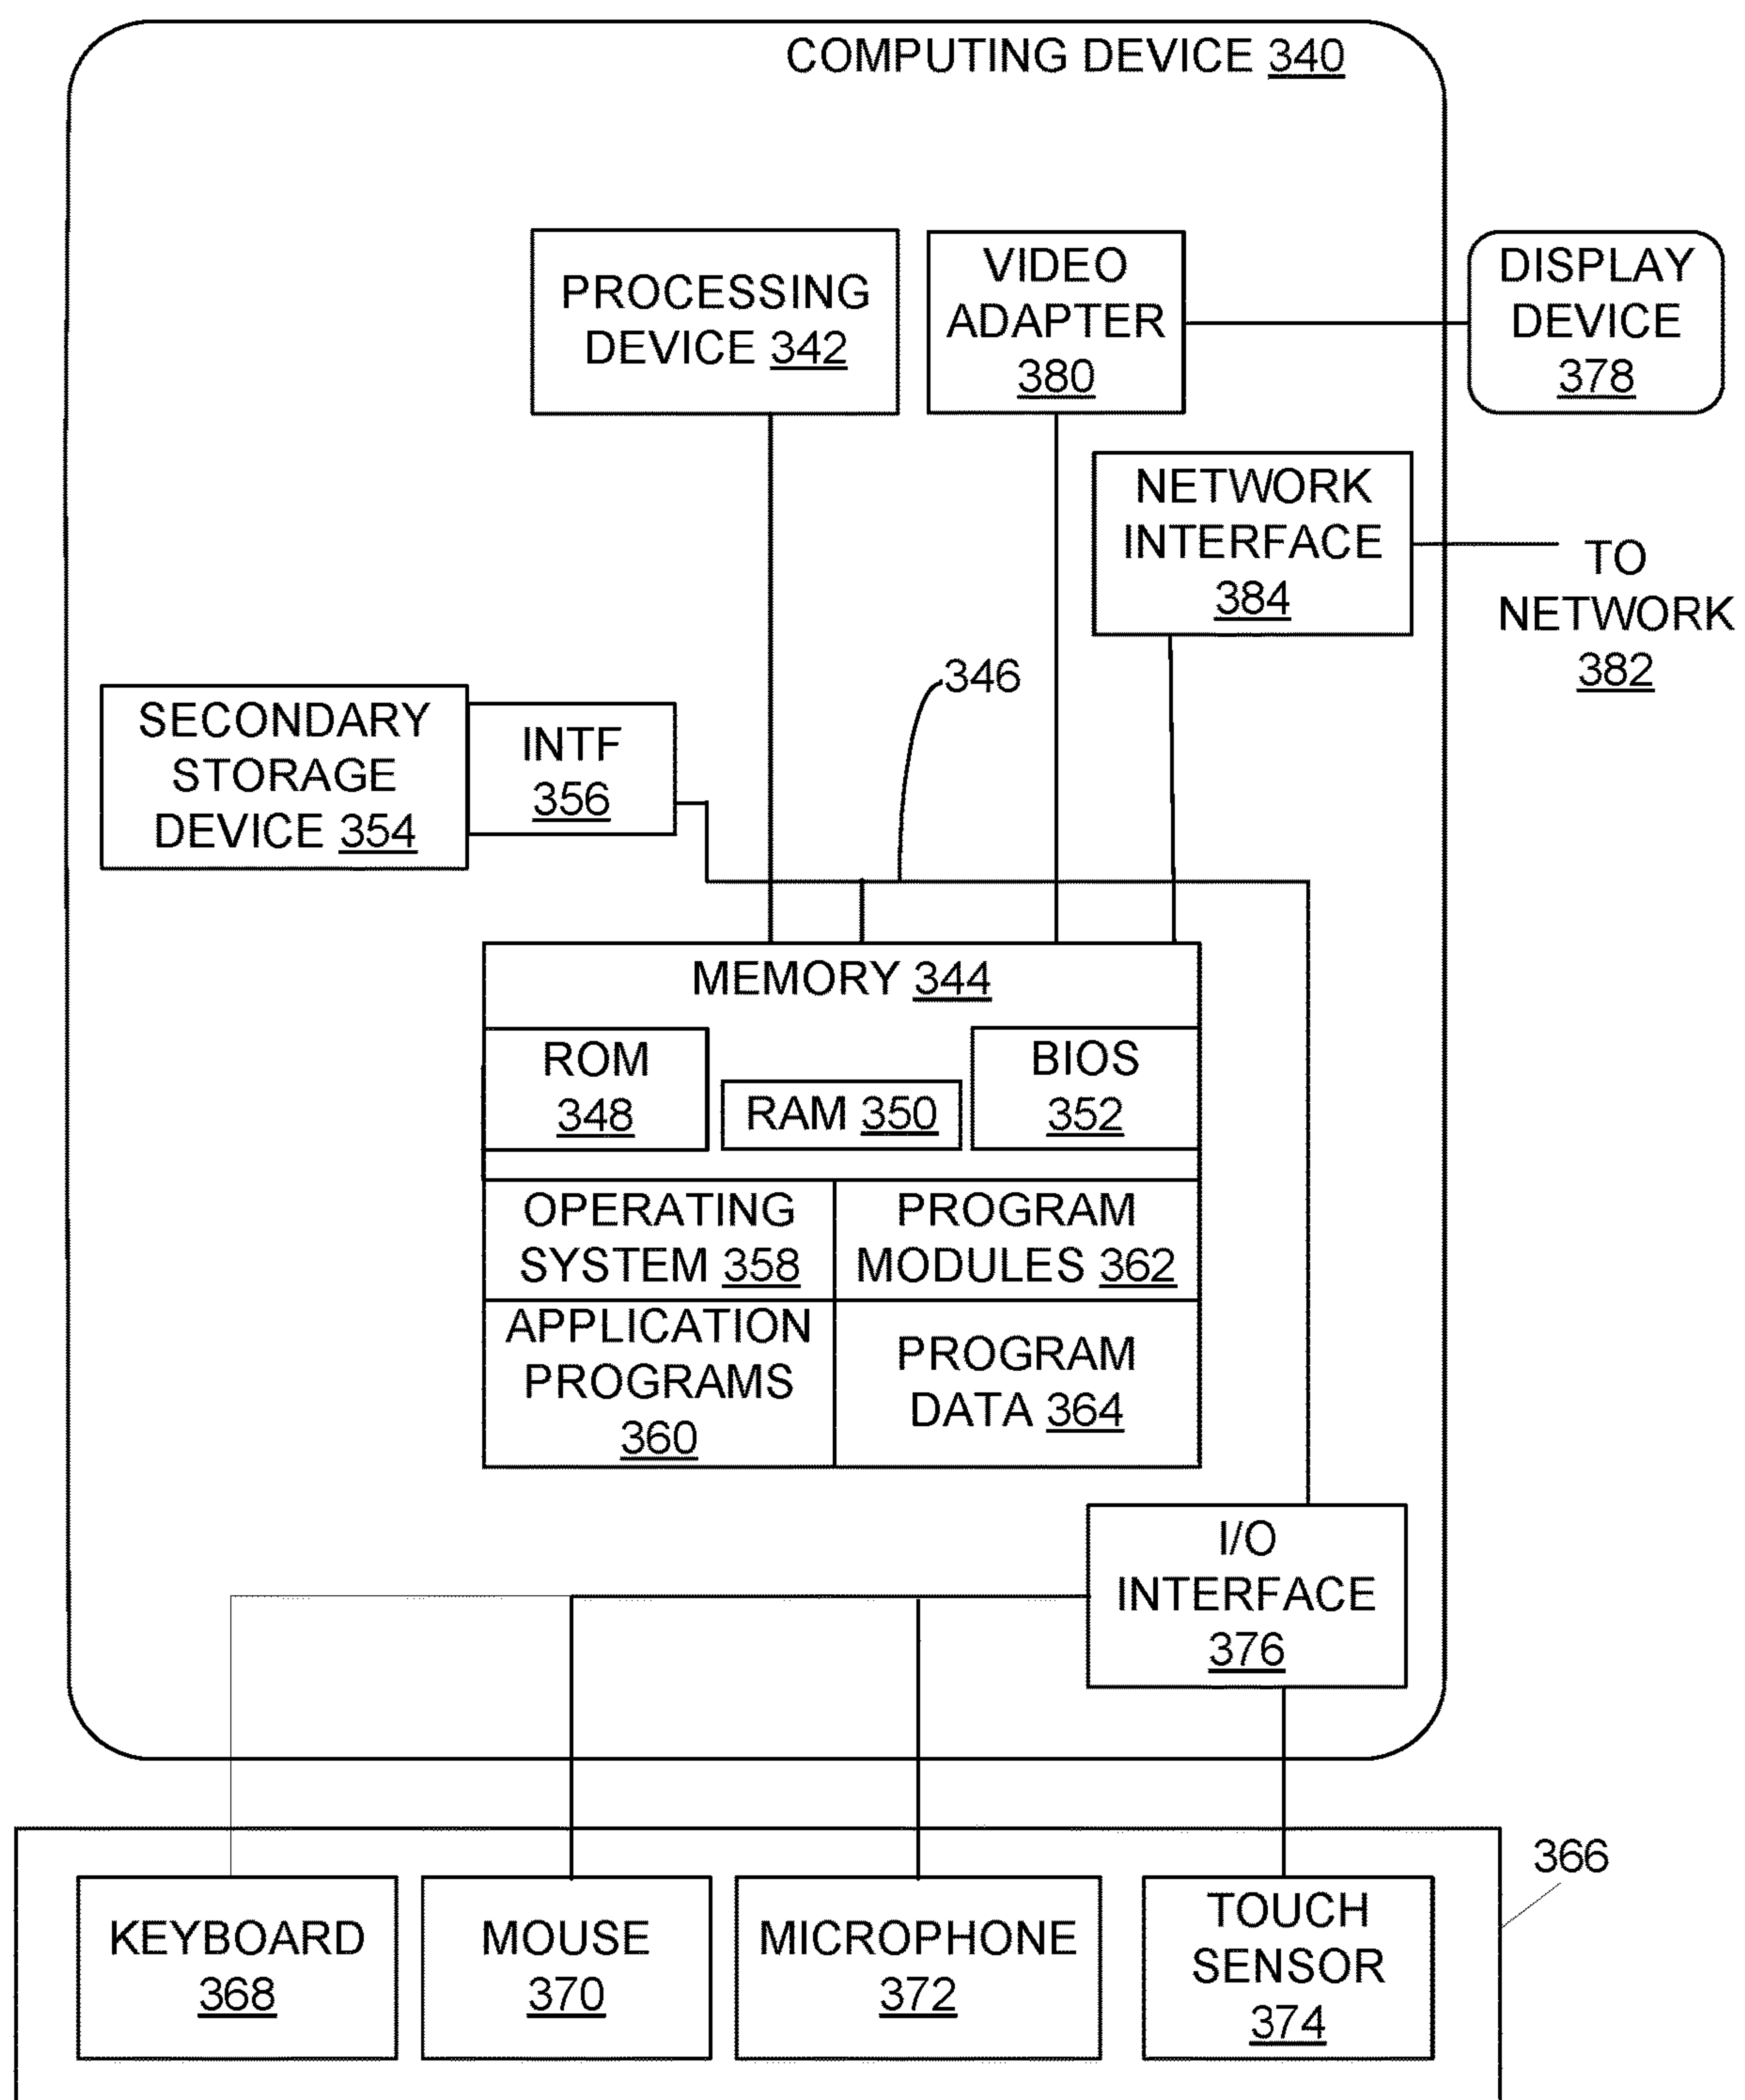 COMPUTING DEVICE 340
PROCESSING
DEVICE 342
VIDEO
ADAPTER
380
DISPLAY
DEVICE
378
NETWORK
INTERFACE
384
TO
NETWORK
382
346
SECONDARY
STORAGE
DEVICE 354
INTF
356
MEMORY 344
ROM
348
RAM 350
BIOS
352
OPERATING
SYSTEM 358
PROGRAM
MODULES 362
APPLICATION
PROGRAMS
360
PROGRAM
DATA 364
I/O
INTERFACE
376
366
KEYBOARD
368
MOUSE
370
MICROPHONE
372
TOUCH
SENSOR
374